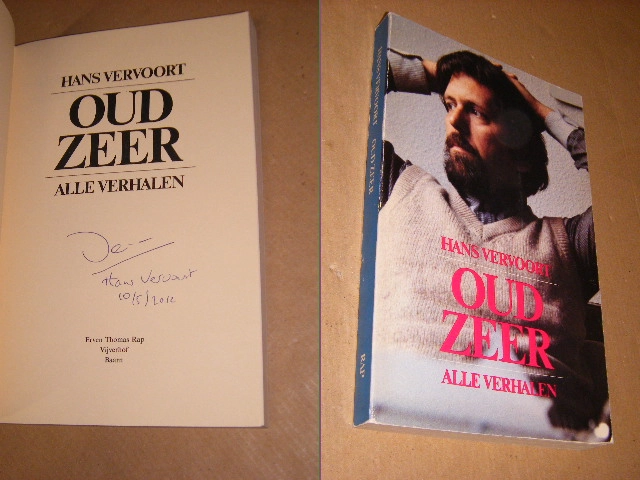 HANS VERVOORT
OUD
ZEER
ALLE VERHALEN
Hans Vervoort
10/5/2012
Erven Thomas Rap
Vijverhof
Baarn
HANS VERVOORT OUD ZEER
RAP
HANS VERVOORT
OUD
ZEER
ALLE VERHALEN